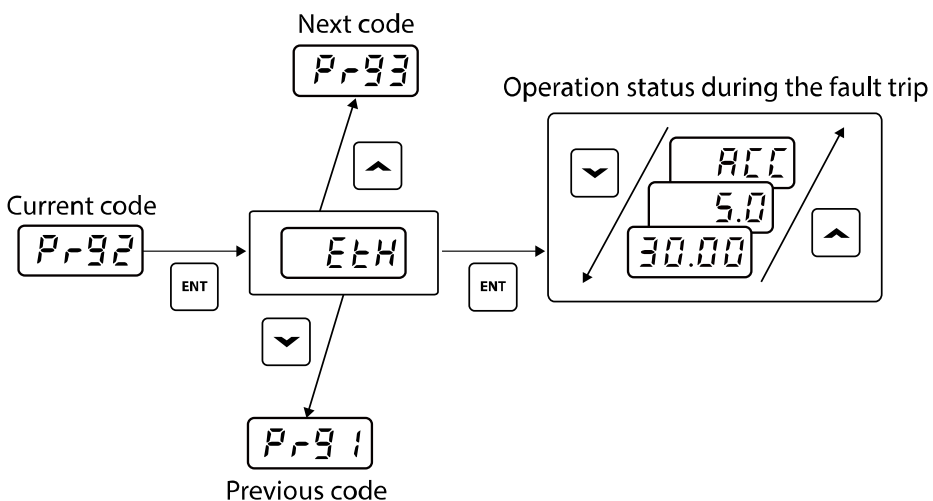 Next code
Pr93
Operation status during the fault trip
ACC
5.0
30.00
Current code
Pr92
EtH
ENT
ENT
Pr91
Previous code